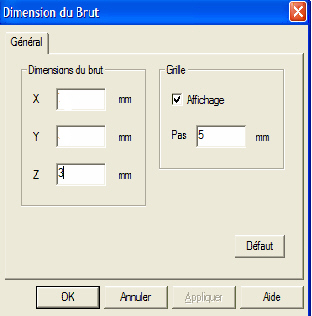 Dimension du Brut
Général
Dimensions du brut
X mm
Y mm
Z 3 mm
Grille
Affichage
Pas 5 mm
Défaut
OK Annuler Appliquer Aide